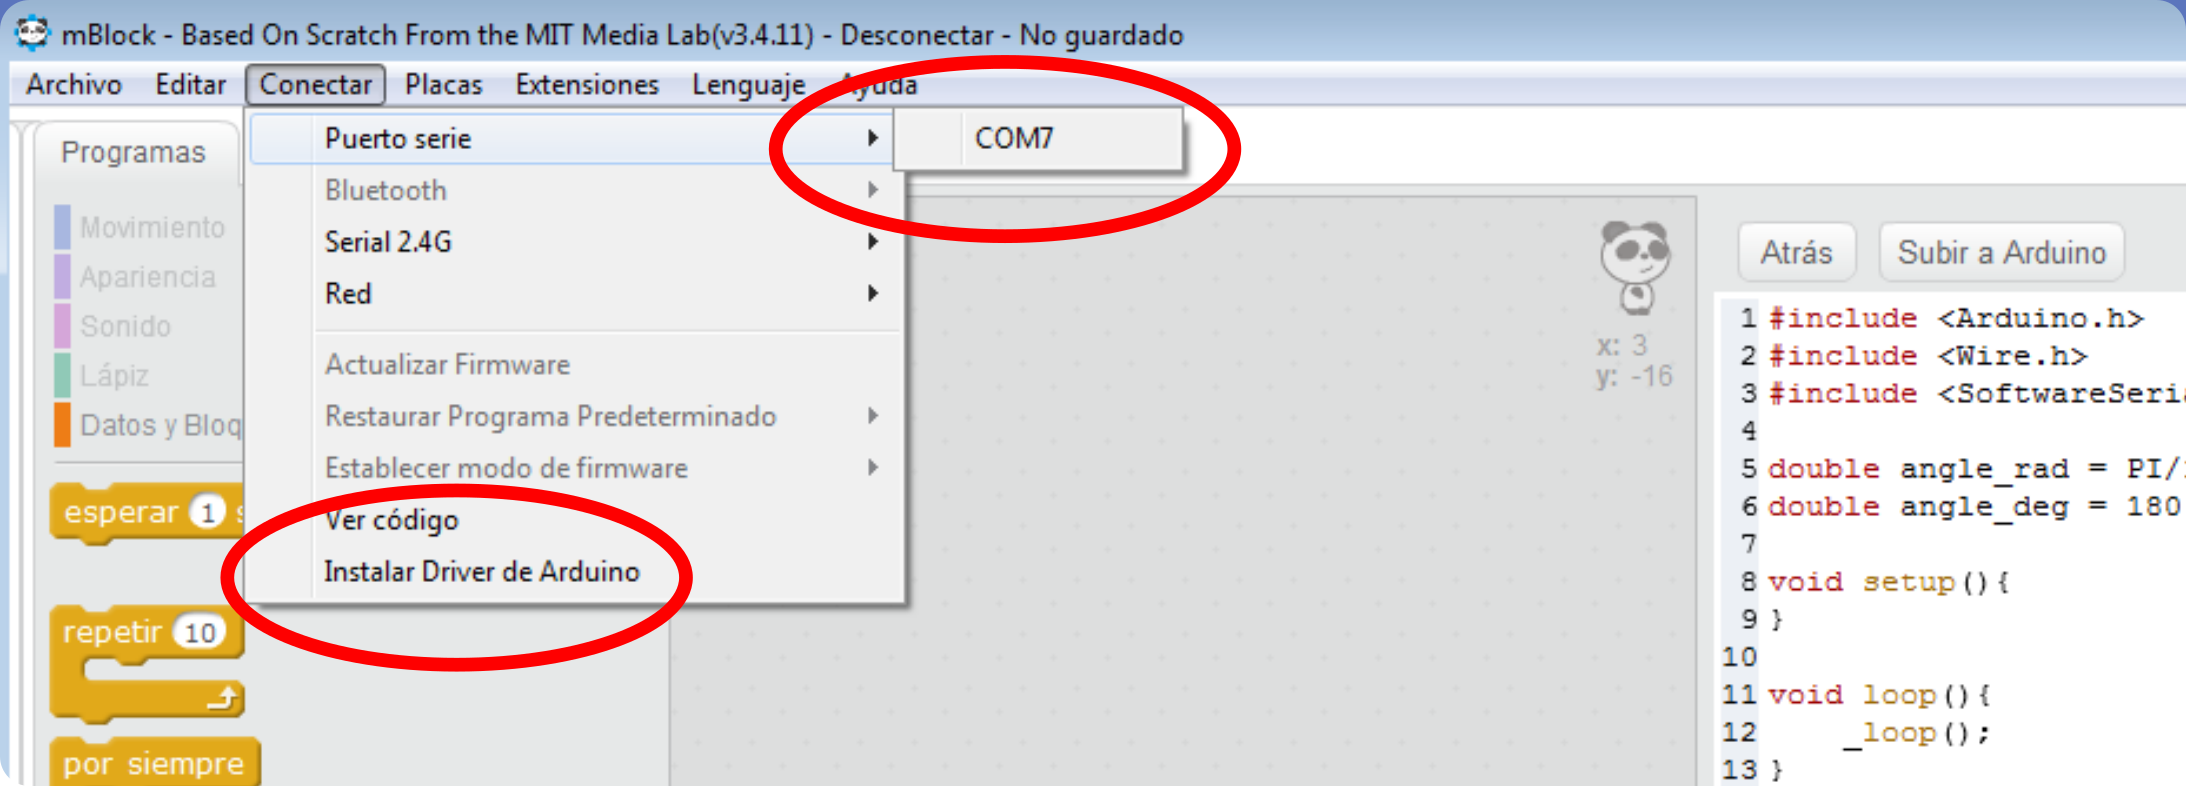 mBlock - Based On Scratch From the MIT Media Lab(v3.4.11) - Desconectar - No guardado
Archivo Editar Conectar Placas Extensiones Lenguaje Ayuda
Programas
Movimiento
Apariencia
Sonido
Lápiz
Datos y Bloq
esperar 1 s
repetir 10
por siempre
Puerto serie
COM7
Bluetooth
Serial 2.4G
Red
Actualizar Firmware
Restaurar Programa Predeterminado
Establecer modo de firmware
Ver código
Instalar Driver de Arduino
x: 3
y: -16
Atrás Subir a Arduino
1 #include <Arduino.h>
2 #include <Wire.h>
3 #include <SoftwareSeria
4
5 double angle_rad = PI/
6 double angle_deg = 180
7
8 void setup(){
9 }
10
11 void loop(){
12 _loop();
13 }